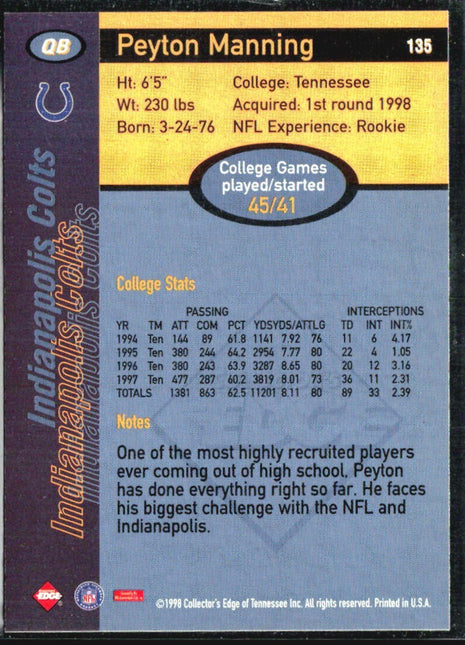 QB
Peyton Manning
135
Ht: 6'5"
College: Tennessee
Wt: 230 lbs
Acquired: 1st round 1998
Born: 3-24-76
NFL Experience: Rookie
College Games
played/started
45/41
Indianapolis Colts
Indianapolis Colts
College Stats
PASSING INTERCEPTIONS
YR TM ATT COM PCT YDS YDS/ATT LG TD INT INT%
1994 Ten 144 89 61.8 1141 7.92 76 11 6 4.17
1995 Ten 380 244 64.2 2954 7.77 80 22 4 1.05
1996 Ten 380 243 63.9 3287 8.65 80 20 12 3.16
1997 Ten 477 287 60.2 3819 8.01 73 36 11 2.31
TOTALS 1381 863 62.5 11201 8.11 80 89 33 2.39
Notes
One of the most highly recruited players
ever coming out of high school, Peyton
has done everything right so far. He faces
his biggest challenge with the NFL and
Indianapolis.
EDGE
NFL
©1998 Collector's Edge of Tennessee Inc. All rights reserved. Printed in U.S.A.